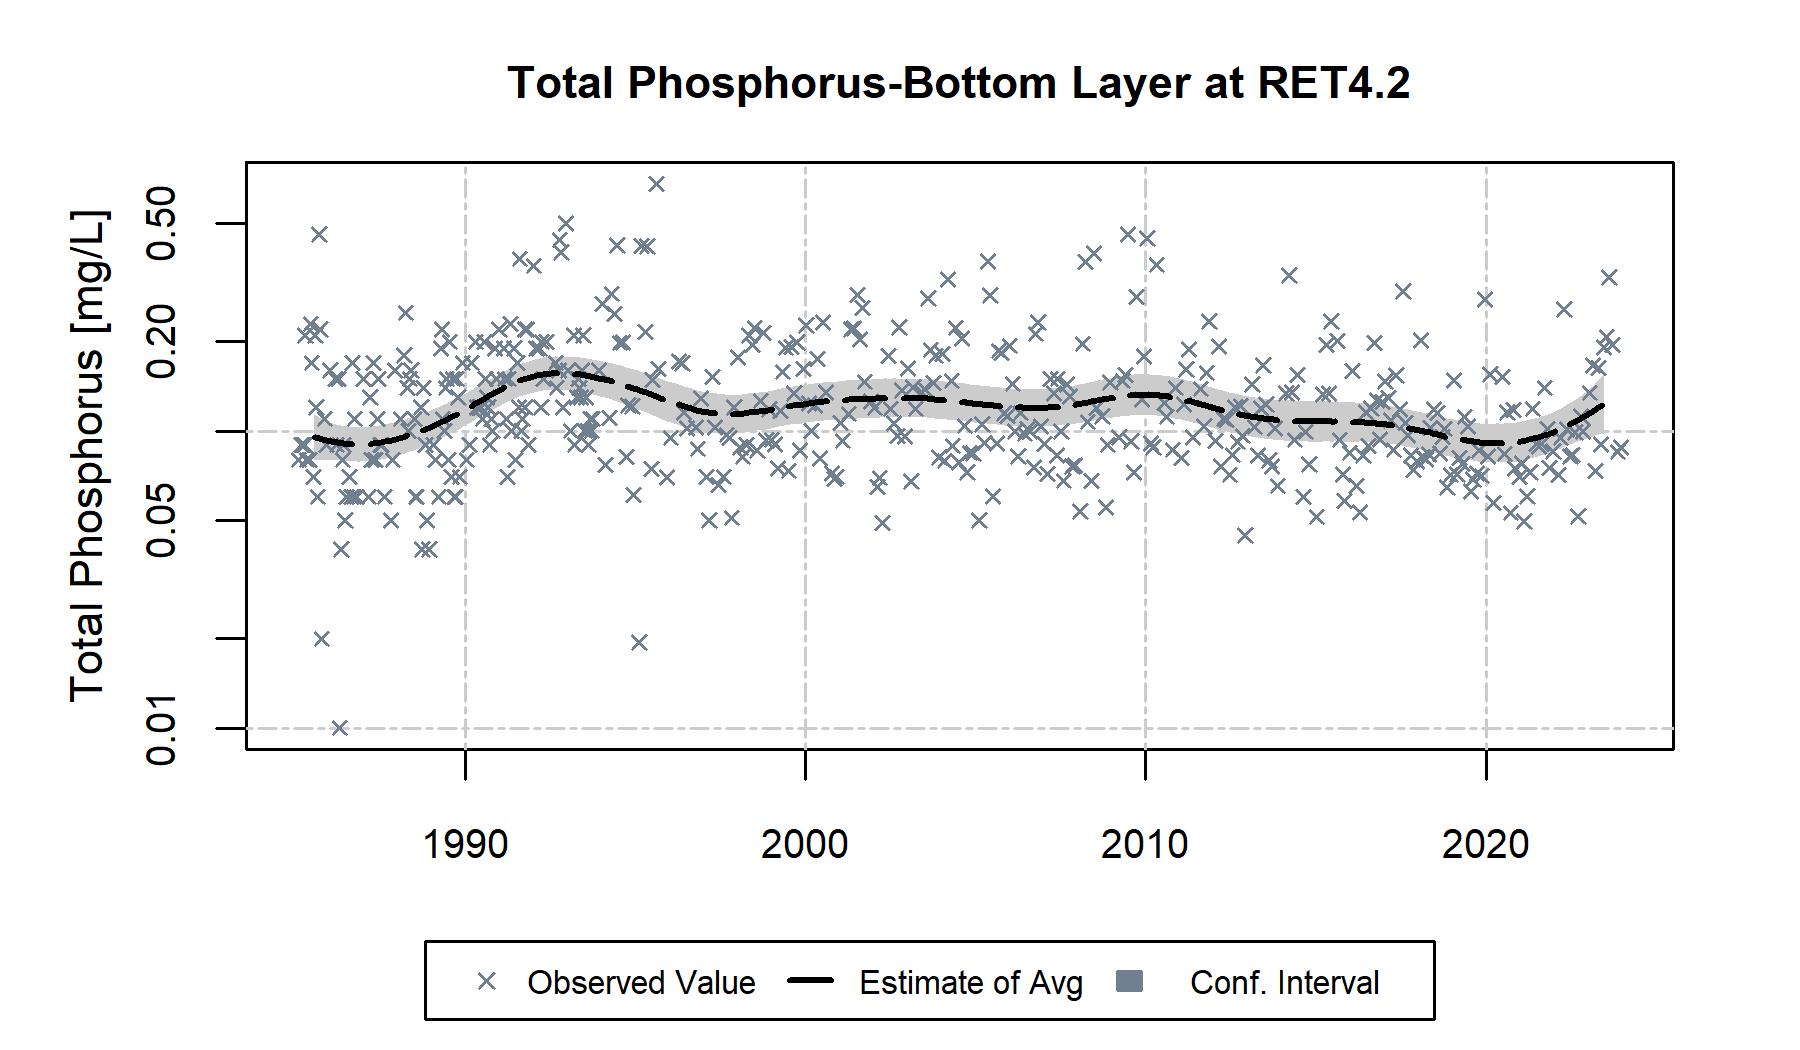 Total Phosphorus-Bottom Layer at RET4.2
Total Phosphorus [mg/L]
0.50
0.20
0.05
0.01
1990 2000 2010 2020
Observed Value Estimate of Avg Conf. Interval